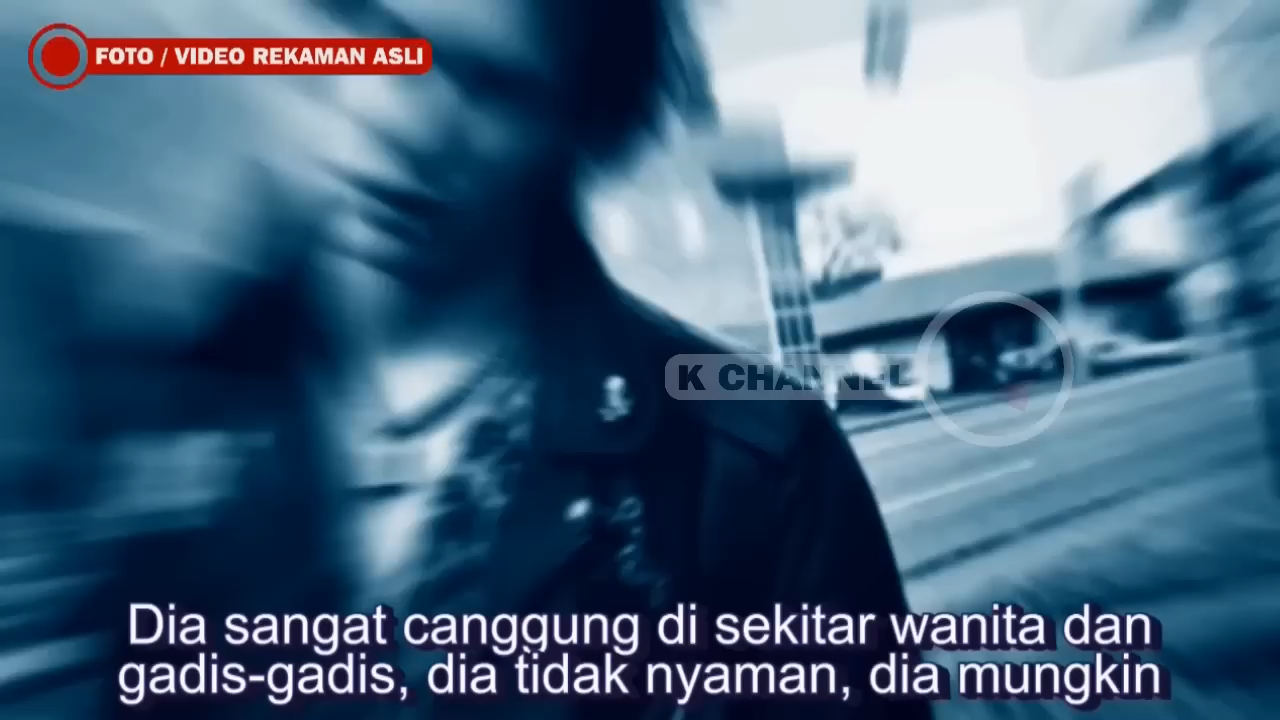 FOTO / VIDEO REKAMAN ASLI
K CHANNEL
Dia sangat canggung di sekitar wanita dan
gadis-gadis, dia tidak nyaman, dia mungkin